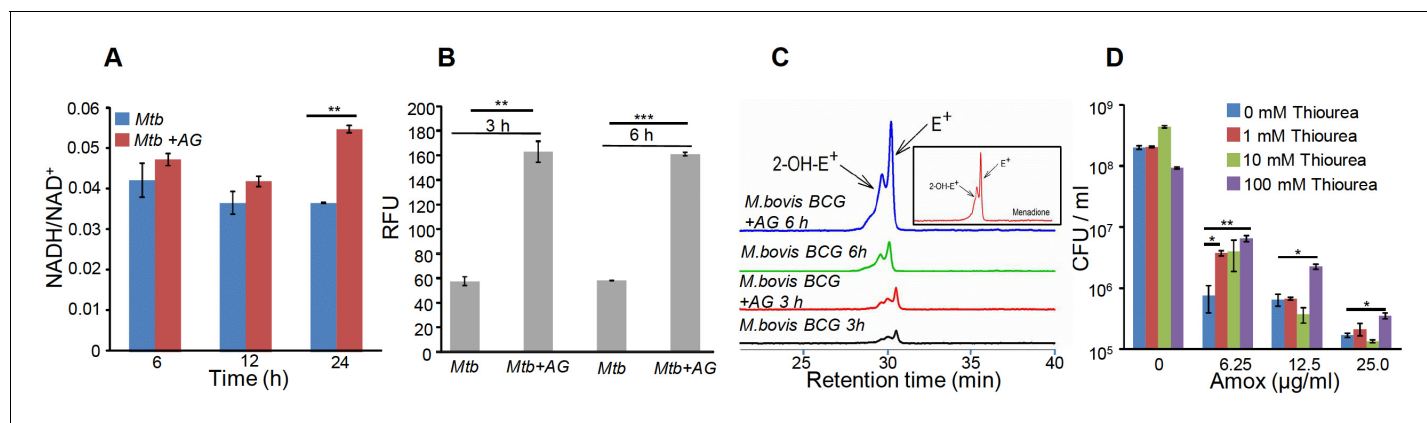 A
NADH/NAD+
0.06
0.05
0.04
0.03
0.02
0.01
0
Mtb
Mtb +AG
**
6
12
24
Time (h)
B
RFU
200
180
160
140
120
100
80
60
40
20
0
**
3 h
***
6 h
Mtb
Mtb+AG
Mtb
Mtb+AG
C
E+
2-OH-E+
M.bovis BCG
+AG 6 h
M.bovis BCG 6h
M.bovis BCG
+AG 3 h
M.bovis BCG 3h
E+
2-OH-E+
Menadione
25
30
35
40
Retention time (min)
D
CFU / ml
10^9
10^8
10^7
10^6
10^5
0 mM Thiourea
1 mM Thiourea
10 mM Thiourea
100 mM Thiourea
**
*
*
*
0
6.25
12.5
25.0
Amox (µg/ml)